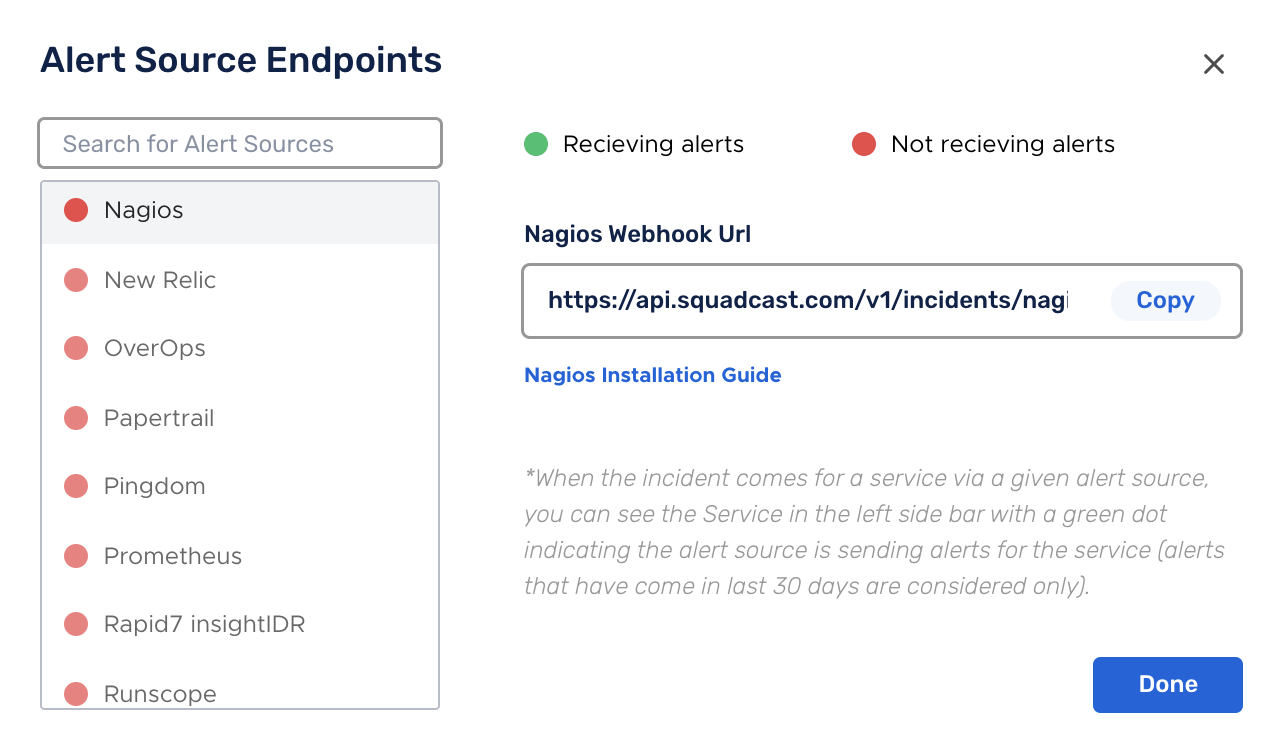 Alert Source Endpoints
Search for Alert Sources
Nagios
New Relic
OverOps
Papertrail
Pingdom
Prometheus
Rapid7 insightIDR
Runscope
Recieving alerts
Not recieving alerts
Nagios Webhook Url
https://api.squadcast.com/v1/incidents/nagi
Copy
Nagios Installation Guide
*When the incident comes for a service via a given alert source,
you can see the Service in the left side bar with a green dot
indicating the alert source is sending alerts for the service (alerts
that have come in last 30 days are considered only).
Done